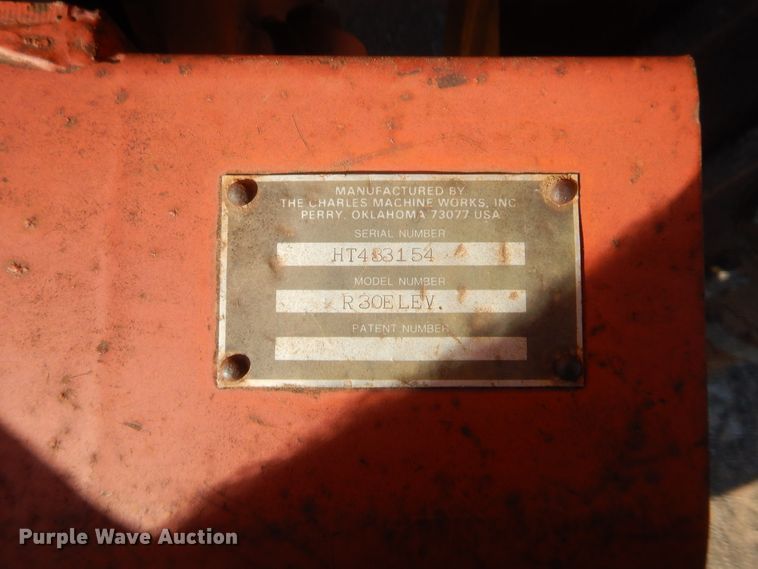 MANUFACTURED BY
THE CHARLES MACHINE WORKS, INC
PERRY, OKLAHOMA 73077 USA
SERIAL NUMBER
HT483154
MODEL NUMBER
R30ELEV.
PATENT NUMBER
Purple Wave Auction